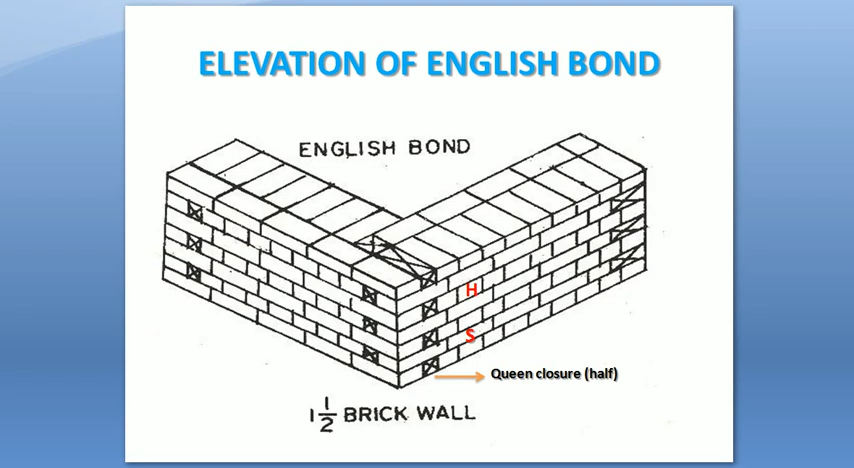 ELEVATION OF ENGLISH BOND
ENGLISH BOND
H
S
Queen closure (half)
1 1/2 BRICK WALL